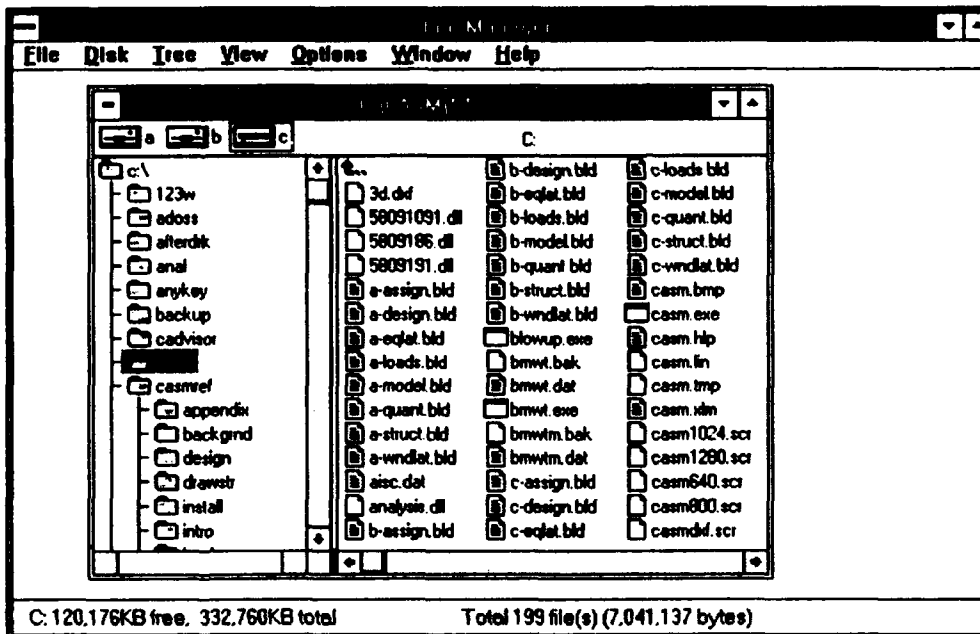 File Manager
File Disk Tree View Options Window Help
a b c C:
c:\
123w
adoss
afterdrk
anal
anykey
backup
cadvisor
casmref
appendix
backgrnd
design
drawstr
install
intro
3d.dxf
58091091.dll
5809186.dll
5809191.dll
a-assign.bld
a-design.bld
a-eqlat.bld
a-loads.bld
a-model.bld
a-quant.bld
a-struct.bld
a-wndlat.bld
aisc.dat
analysis.dll
b-assign.bld
b-design.bld
b-eqlat.bld
b-loads.bld
b-model.bld
b-quant.bld
b-struct.bld
b-wndlat.bld
blowup.exe
bmwt.bak
bmwt.dat
bmwt.exe
bmwtm.bak
bmwtm.dat
c-assign.bld
c-design.bld
c-eqlat.bld
c-loads.bld
c-model.bld
c-quant.bld
c-struct.bld
c-wndlat.bld
casm.bmp
casm.exe
casm.hlp
casm.lin
casm.tmp
casm.xlm
casm1024.scr
casm1280.scr
casm640.scr
casm800.scr
casmdxf.scr
C: 120,176KB free, 332,760KB total Total 199 file(s) (7,041,137 bytes)